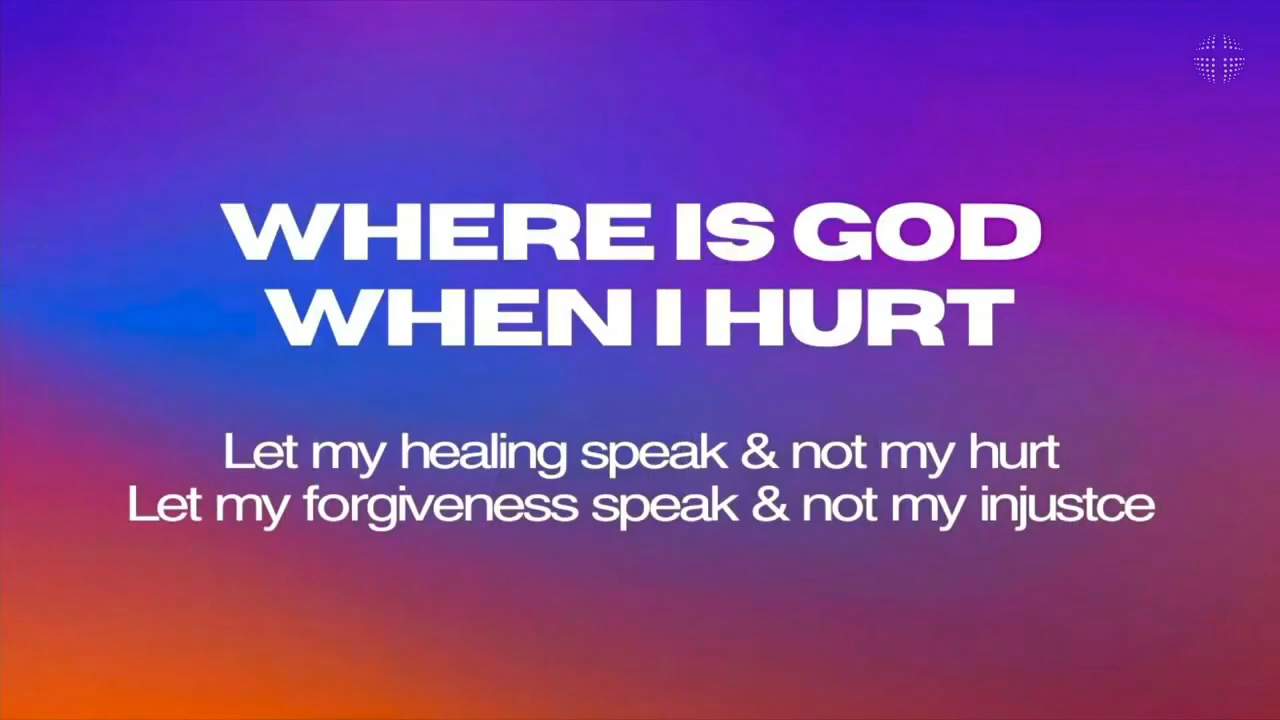 WHERE IS GOD
WHEN I HURT
Let my healing speak & not my hurt
Let my forgiveness speak & not my injustce